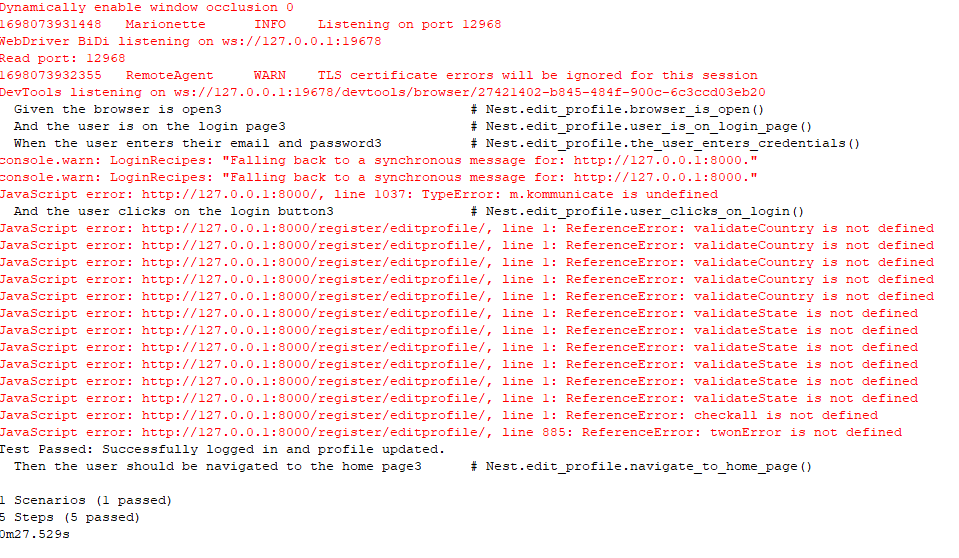 Dynamically enable window occlusion 0
1698073931448 Marionette INFO Listening on port 12968
WebDriver BiDi listening on ws://127.0.0.1:19678
Read port: 12968
1698073932355 RemoteAgent WARN TLS certificate errors will be ignored for this session
DevTools listening on ws://127.0.0.1:19678/devtools/browser/27421402-b845-484f-900c-6c3ccd03eb20
Given the browser is open3 # Nest.edit_profile.browser_is_open()
And the user is on the login page3 # Nest.edit_profile.user_is_on_login_page()
When the user enters their email and password3 # Nest.edit_profile.the_user_enters_credentials()
console.warn: LoginRecipes: "Falling back to a synchronous message for: http://127.0.0.1:8000."
console.warn: LoginRecipes: "Falling back to a synchronous message for: http://127.0.0.1:8000."
JavaScript error: http://127.0.0.1:8000/, line 1037: TypeError: m.kommunicate is undefined
And the user clicks on the login button3 # Nest.edit_profile.user_clicks_on_login()
JavaScript error: http://127.0.0.1:8000/register/editprofile/, line 1: ReferenceError: validateCountry is not defined
JavaScript error: http://127.0.0.1:8000/register/editprofile/, line 1: ReferenceError: validateCountry is not defined
JavaScript error: http://127.0.0.1:8000/register/editprofile/, line 1: ReferenceError: validateCountry is not defined
JavaScript error: http://127.0.0.1:8000/register/editprofile/, line 1: ReferenceError: validateCountry is not defined
JavaScript error: http://127.0.0.1:8000/register/editprofile/, line 1: ReferenceError: validateCountry is not defined
JavaScript error: http://127.0.0.1:8000/register/editprofile/, line 1: ReferenceError: validateState is not defined
JavaScript error: http://127.0.0.1:8000/register/editprofile/, line 1: ReferenceError: validateState is not defined
JavaScript error: http://127.0.0.1:8000/register/editprofile/, line 1: ReferenceError: validateState is not defined
JavaScript error: http://127.0.0.1:8000/register/editprofile/, line 1: ReferenceError: validateState is not defined
JavaScript error: http://127.0.0.1:8000/register/editprofile/, line 1: ReferenceError: validateState is not defined
JavaScript error: http://127.0.0.1:8000/register/editprofile/, line 1: ReferenceError: validateState is not defined
JavaScript error: http://127.0.0.1:8000/register/editprofile/, line 1: ReferenceError: checkall is not defined
JavaScript error: http://127.0.0.1:8000/register/editprofile/, line 885: ReferenceError: twonError is not defined
Test Passed: Successfully logged in and profile updated.
Then the user should be navigated to the home page3 # Nest.edit_profile.navigate_to_home_page()
1 Scenarios (1 passed)
5 Steps (5 passed)
0m27.529s